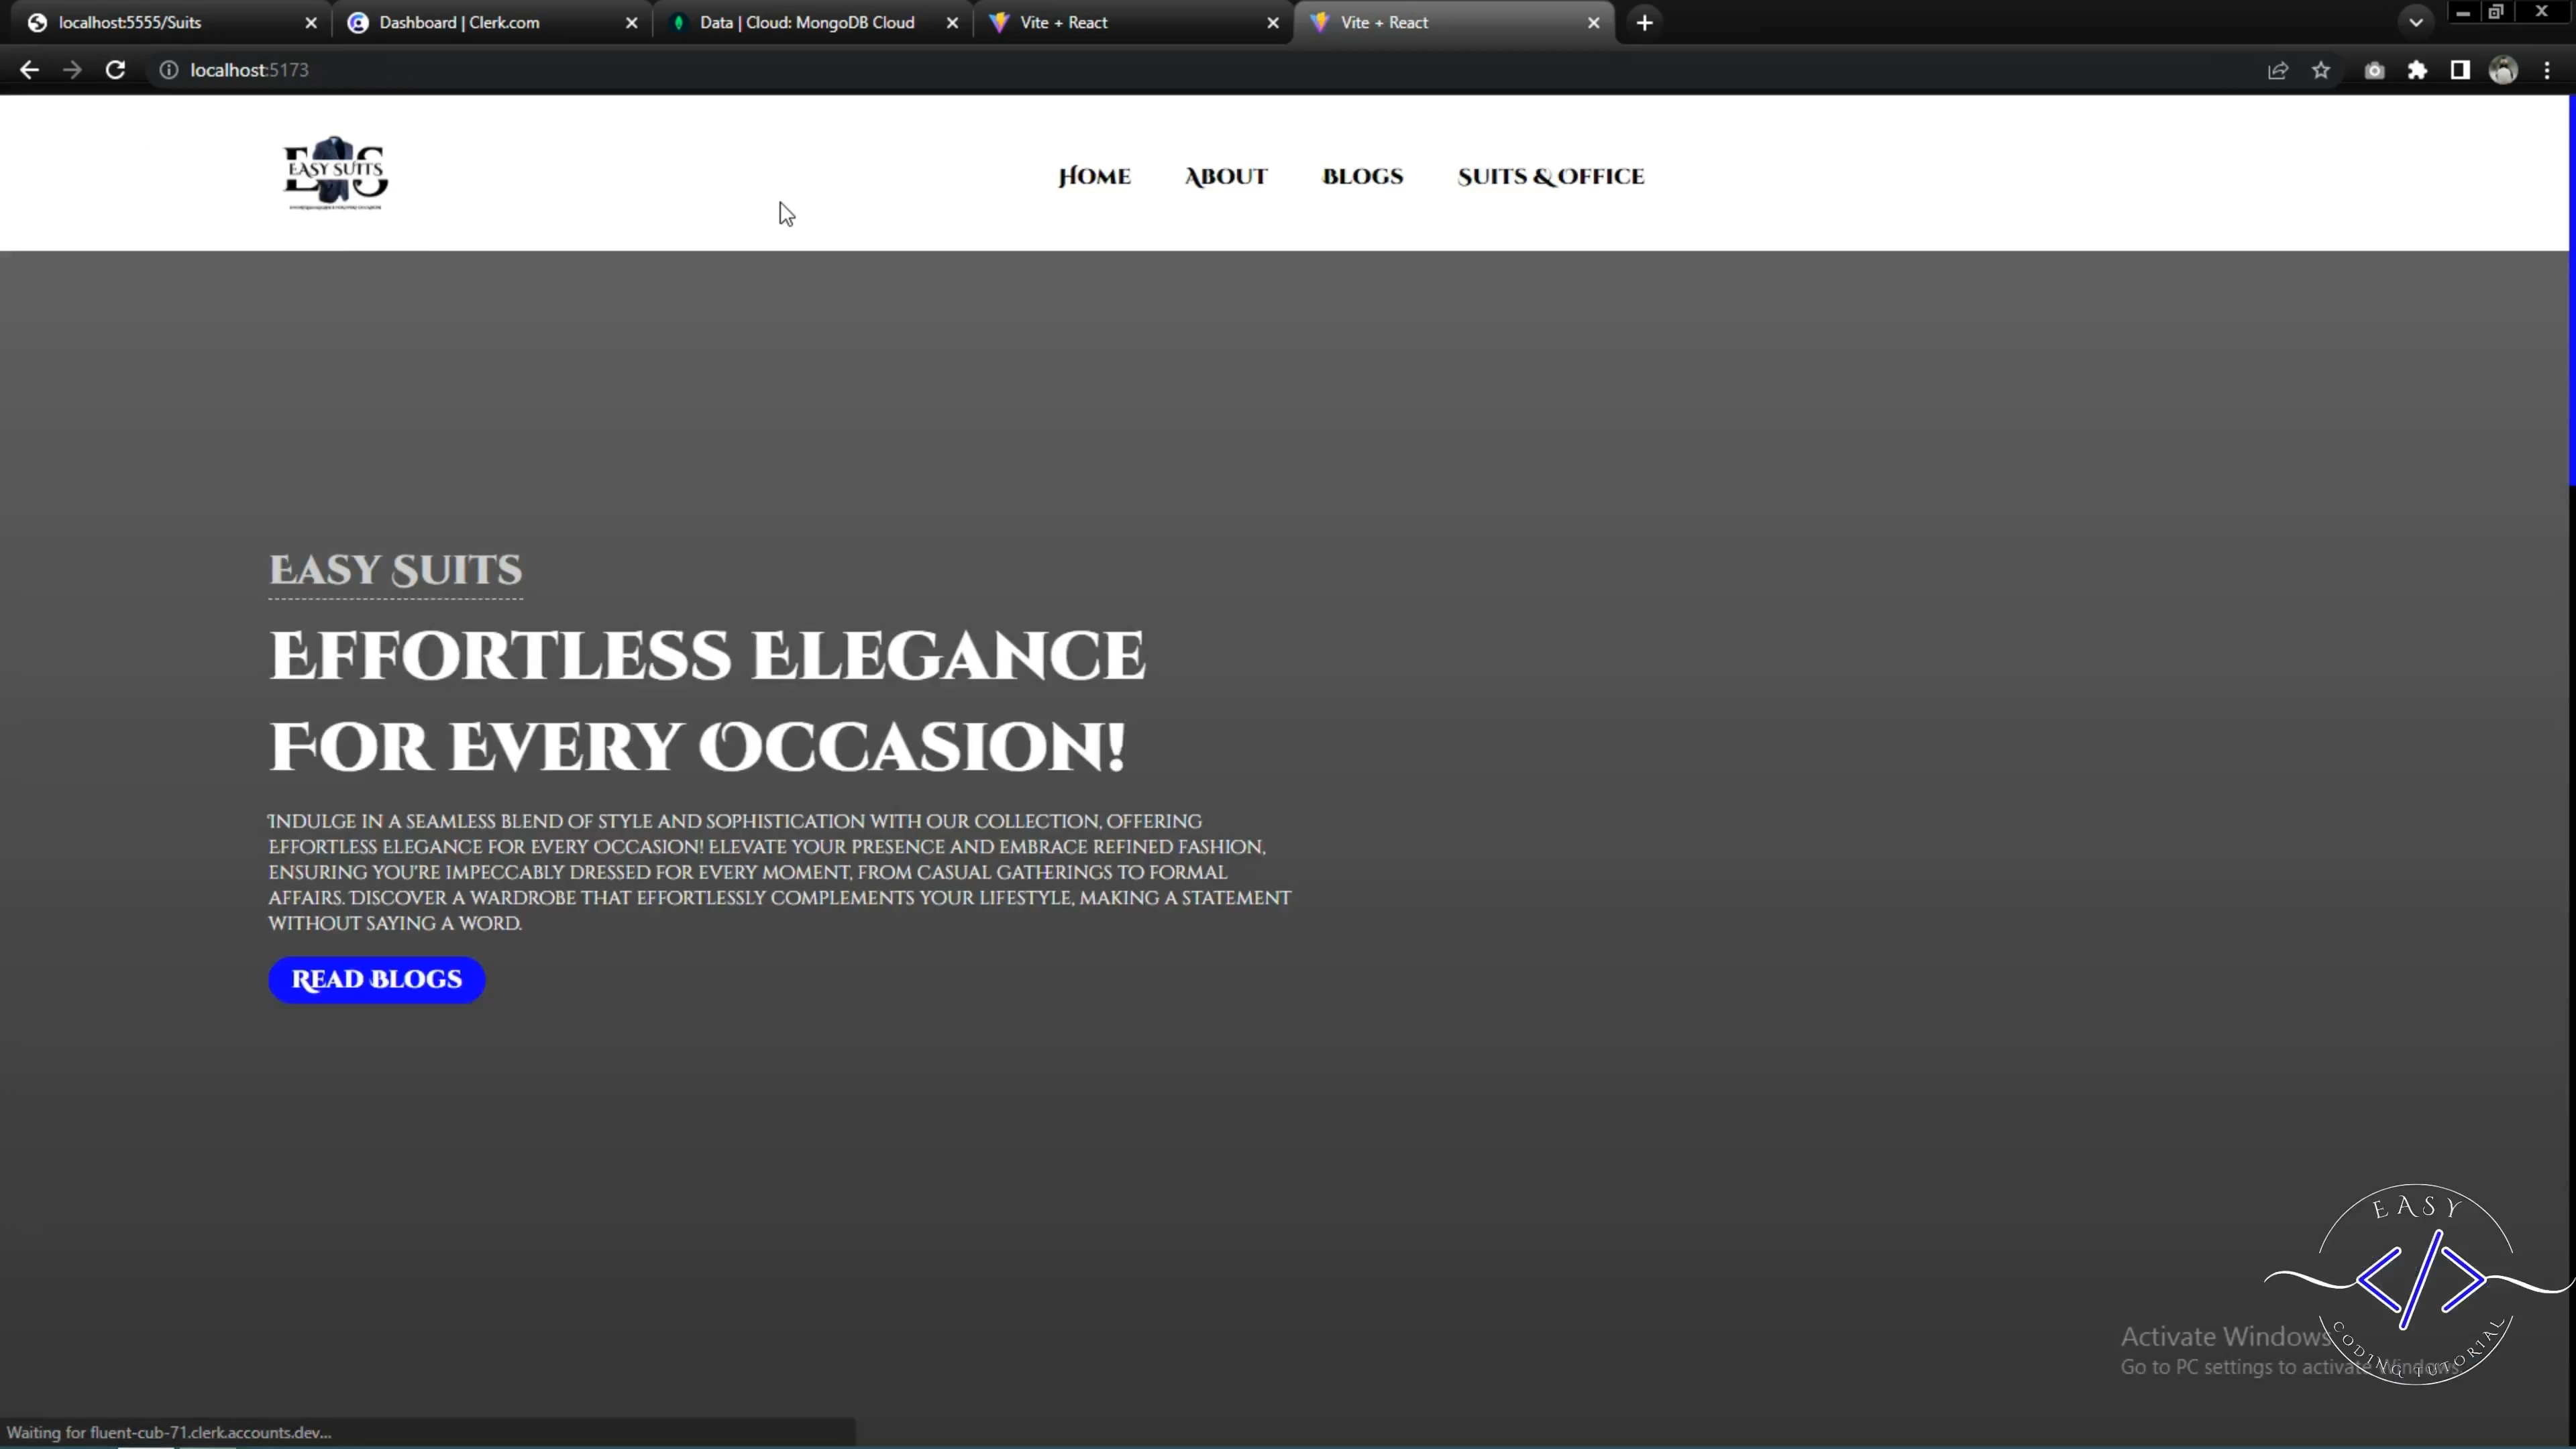 localhost:5555/Suits
Dashboard | Clerk.com
Data | Cloud: MongoDB Cloud
Vite + React
Vite + React
localhost:5173
EASY SUITS
Home
About
Blogs
Suits & Office
Easy Suits
Effortless Elegance
For Every Occasion!
Indulge in a seamless blend of style and sophistication with our collection, offering
Effortless Elegance for Every Occasion! Elevate your presence and embrace refined fashion,
ensuring you're impeccably dressed for every moment, from casual gatherings to formal
affairs. Discover a wardrobe that effortlessly complements your lifestyle, making a statement
without saying a word.
Read Blogs
EASY
</>
CODING TUTORIAL
Activate Windows
Go to PC settings to activate Windows.
Waiting for fluent-cub-71.clerk.accounts.dev...